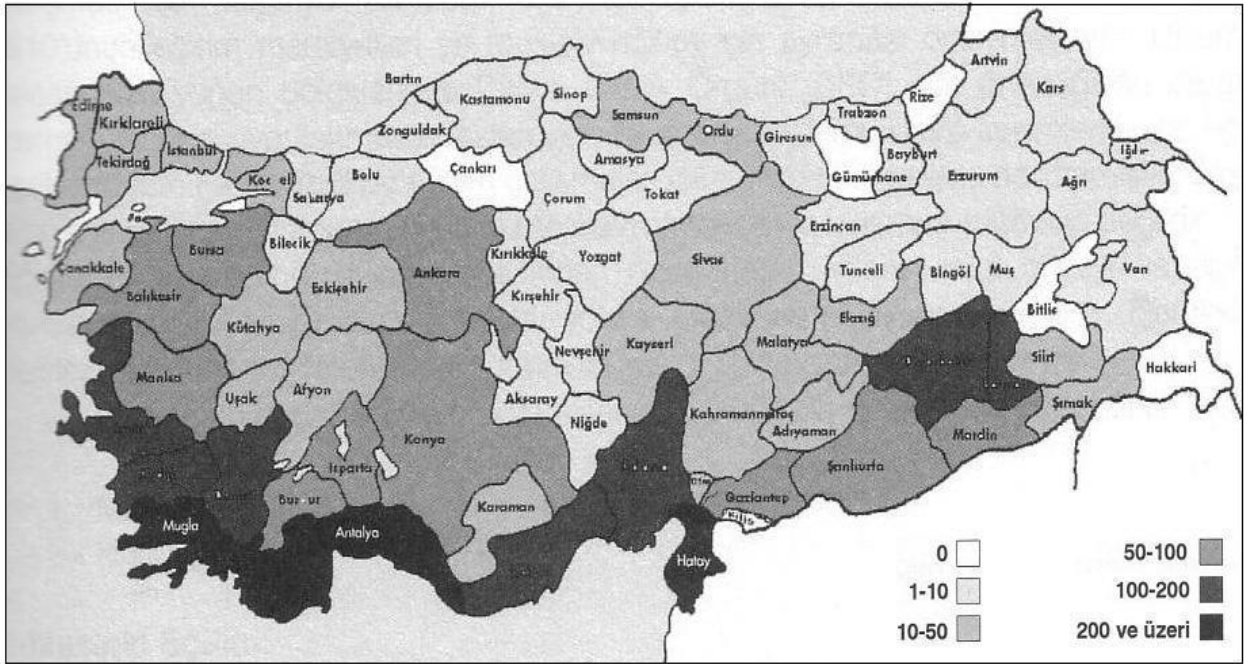 Bartın
Kastamonu
Sinop
Artvin
Edirne
Kırklareli
Zonguldak
Samsun
Ordu
Giresun
Trabzon
Rize
Kars
Tekirdağ
İstanbul
Sakarya
Bolu
Çankırı
Amasya
Tokat
Çorum
Gümüşhane
Bayburt
Erzurum
Ağrı
Iğdır
Bursa
Bilecik
Çanakkale
Balıkesir
Eskişehir
Ankara
Kırıkkale
Yozgat
Sivas
Erzincan
Tunceli
Bingöl
Muş
Bitlis
Van
Kütahya
Kırşehir
Nevşehir
Kayseri
Malatya
Elazığ
Siirt
Hakkari
Manisa
Uşak
Afyon
Aksaray
Niğde
Kahramanmaraş
Adıyaman
Şırnak
Mardin
Konya
Isparta
Şanlıurfa
Gaziantep
Kilis
Karaman
Muğla
Antalya
Hatay
0
50-100
1-10
100-200
10-50
200 ve üzeri